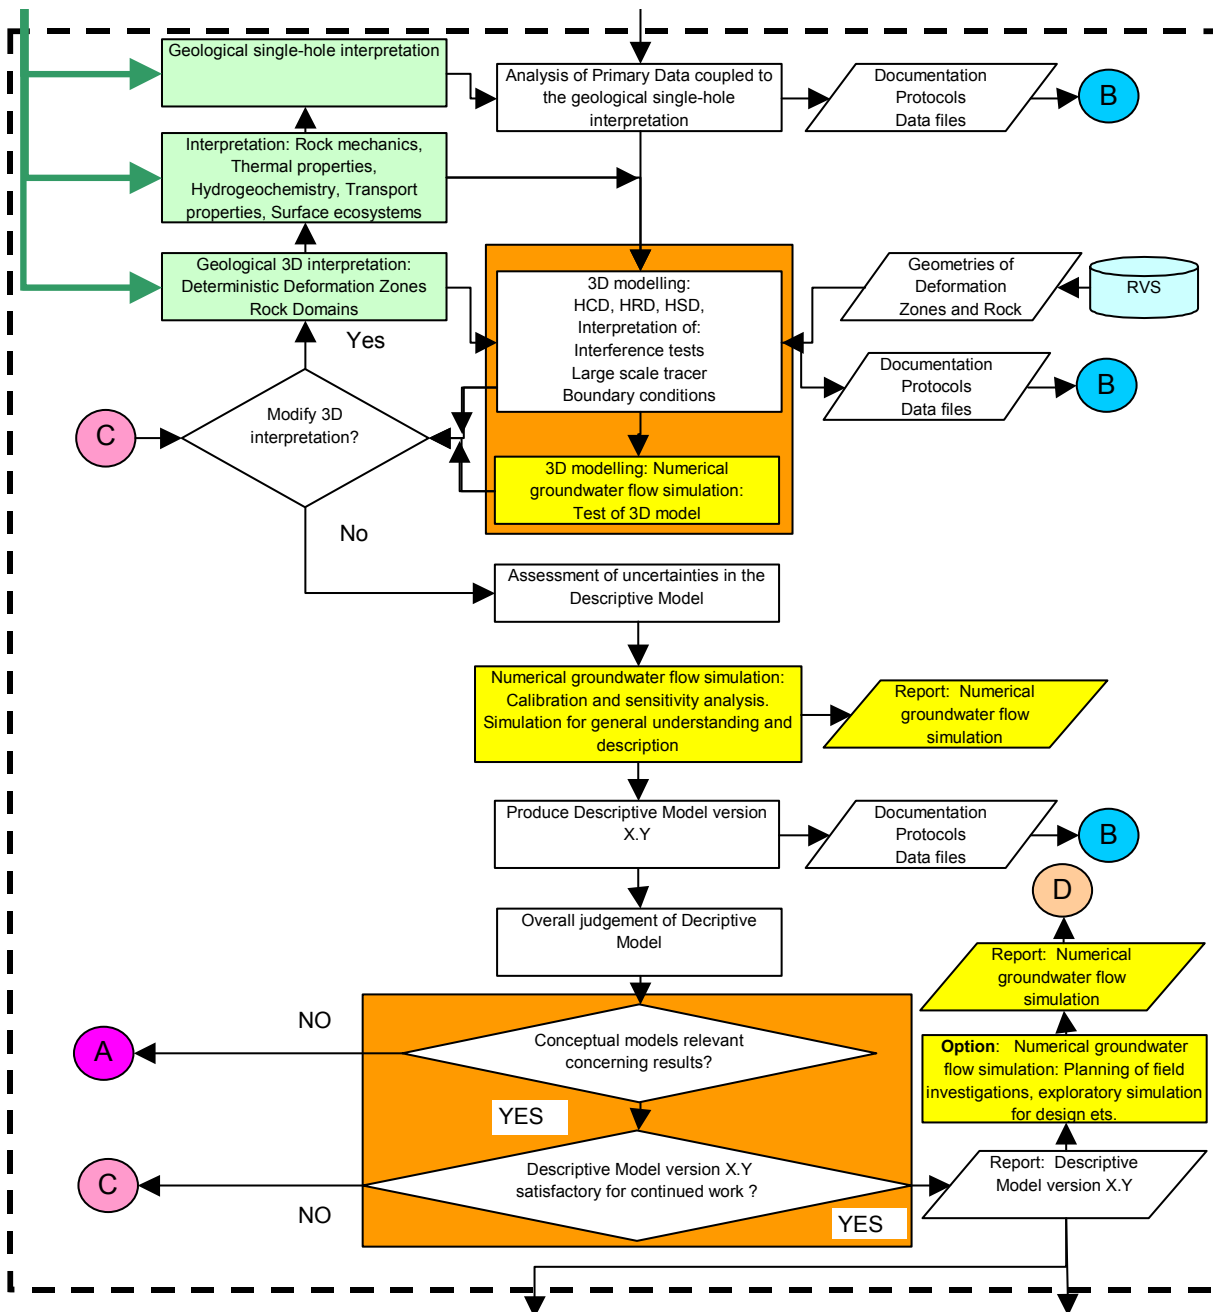 Geological single-hole interpretation
Analysis of Primary Data coupled to
the geological single-hole
interpretation
Documentation
Protocols
Data files
B
Interpretation: Rock mechanics,
Thermal properties,
Hydrogeochemistry, Transport
properties, Surface ecosystems
Geological 3D interpretation:
Deterministic Deformation Zones
Rock Domains
3D modelling:
HCD, HRD, HSD,
Interpretation of:
Interference tests
Large scale tracer
Boundary conditions
Geometries of
Deformation
Zones and Rock
RVS
Yes
Documentation
Protocols
Data files
B
C
Modify 3D
interpretation?
3D modelling: Numerical
groundwater flow simulation:
Test of 3D model
No
Assessment of uncertainties in the
Descriptive Model
Numerical groundwater flow simulation:
Calibration and sensitivity analysis.
Simulation for general understanding and
description
Report:  Numerical
groundwater flow
simulation
Produce Descriptive Model version
X.Y
Documentation
Protocols
Data files
B
D
Overall judgement of Decriptive
Model
Report:  Numerical
groundwater flow
simulation
NO
A
Conceptual models relevant
concerning results?
Option:   Numerical groundwater
flow simulation: Planning of field
investigations, exploratory simulation
for design ets.
YES
C
Descriptive Model version X.Y
satisfactory for continued work ?
Report:  Descriptive
Model version X.Y
NO
YES